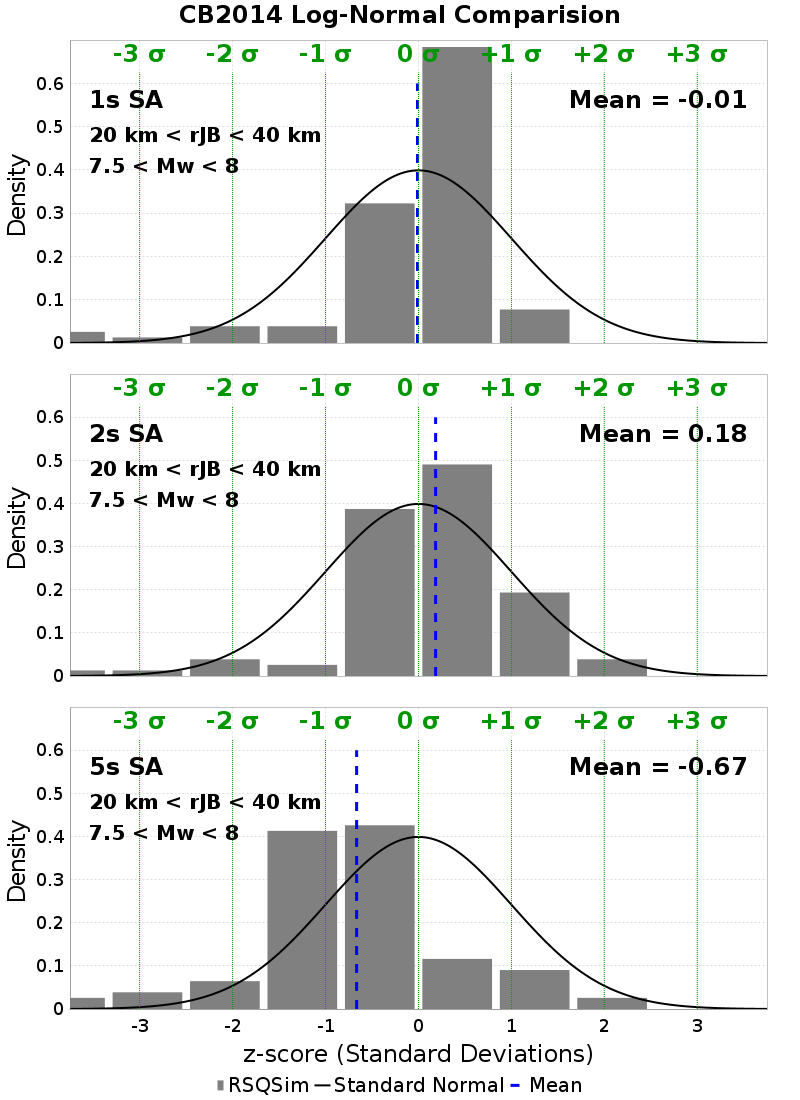 CB2014 Log-Normal Comparision
-3 σ -2 σ -1 σ 0 σ +1 σ +2 σ +3 σ
1s SA Mean = -0.01
20 km < rJB < 40 km
7.5 < Mw < 8
Density
0.6
0.5
0.4
0.3
0.2
0.1
0
-3 σ -2 σ -1 σ 0 σ +1 σ +2 σ +3 σ
2s SA Mean = 0.18
20 km < rJB < 40 km
7.5 < Mw < 8
Density
0.6
0.5
0.4
0.3
0.2
0.1
0
-3 σ -2 σ -1 σ 0 σ +1 σ +2 σ +3 σ
5s SA Mean = -0.67
20 km < rJB < 40 km
7.5 < Mw < 8
Density
0.6
0.5
0.4
0.3
0.2
0.1
0
-3 -2 -1 0 1 2 3
z-score (Standard Deviations)
RSQSim Standard Normal Mean